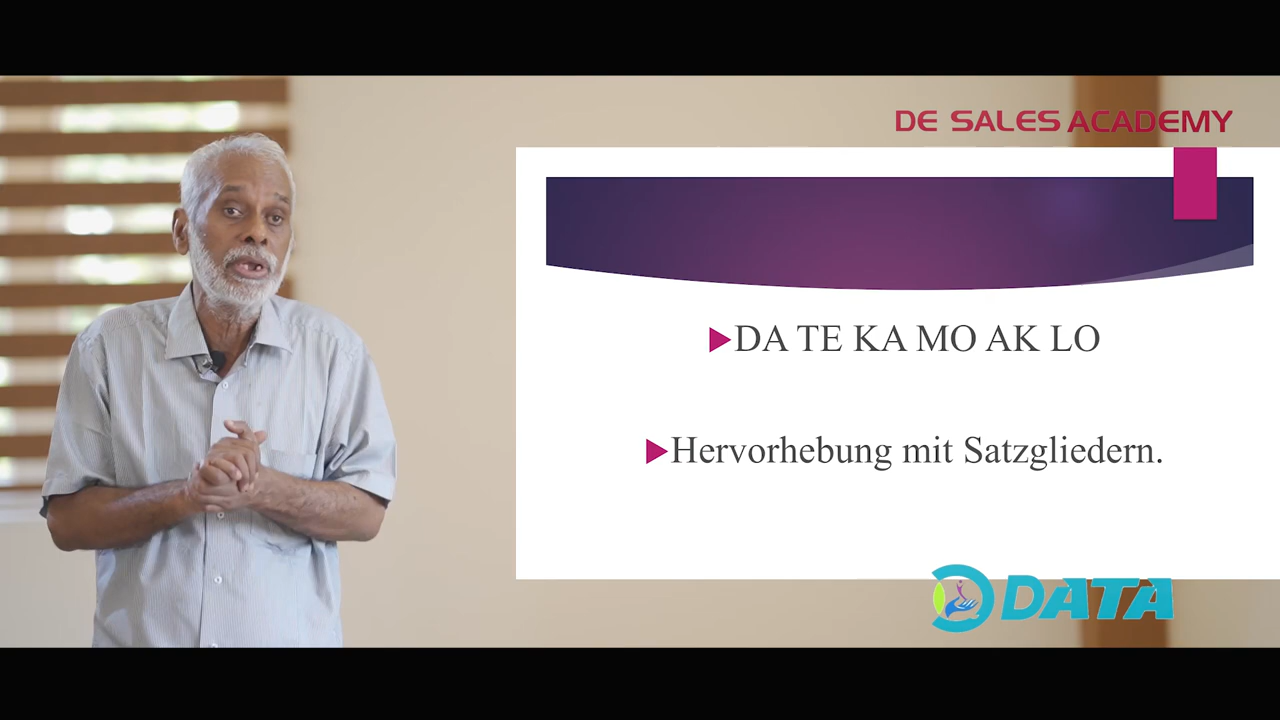 DE SALES ACADEMY
DA TE KA MO AK LO
Hervorhebung mit Satzgliedern.
DATA